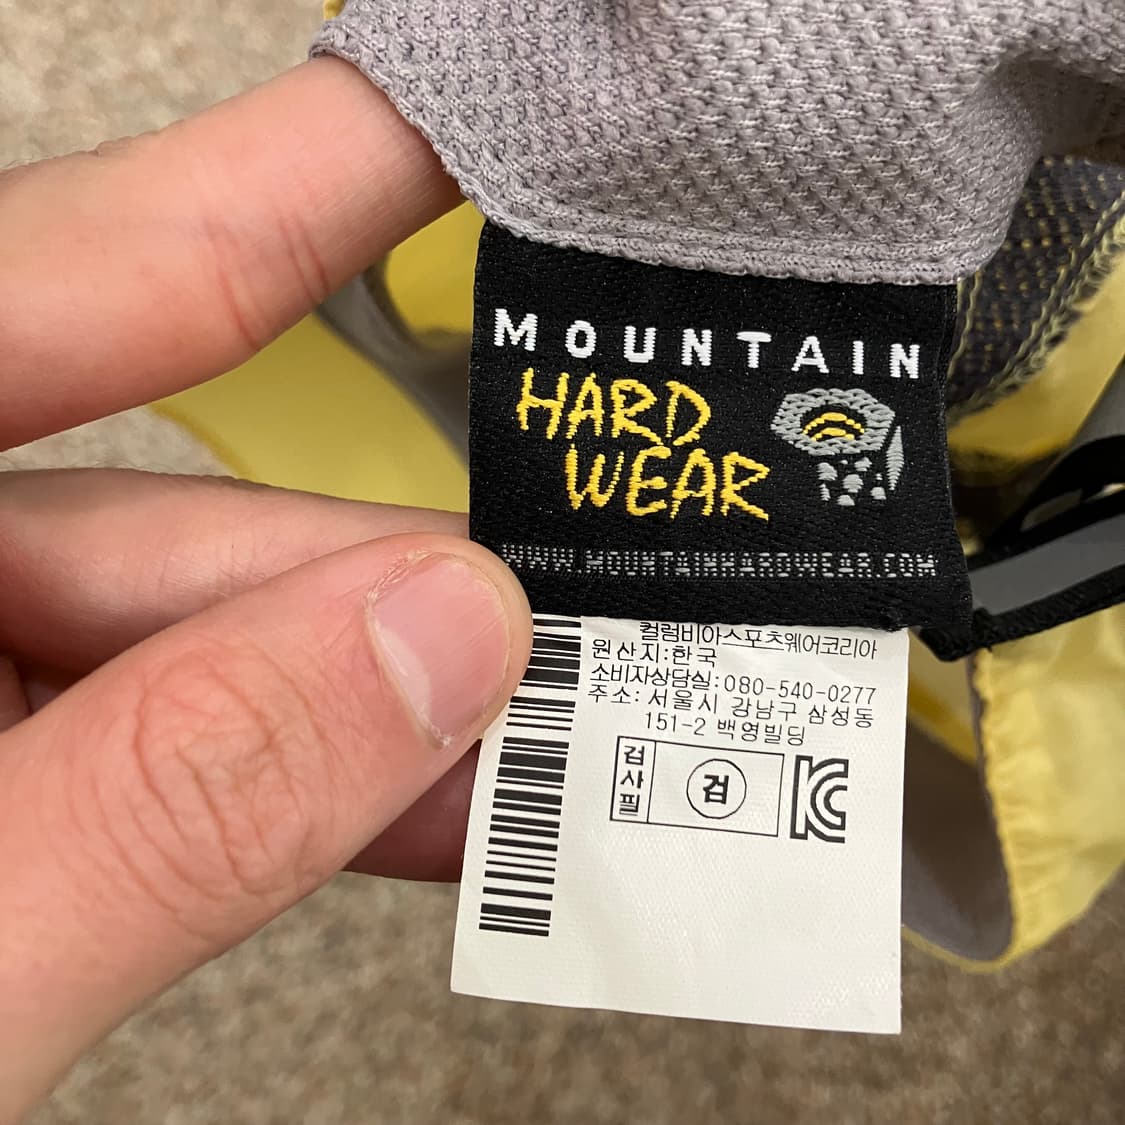 MOUNTAIN
HARD
WEAR
WWW.MOUNTAINHARDWEAR.COM
컬럼비아스포츠웨어코리아
원산지:한국
소비자상담실:080-540-0277
주소: 서울시 강남구 삼성동
151-2 백영빌딩
검사필
검
KC